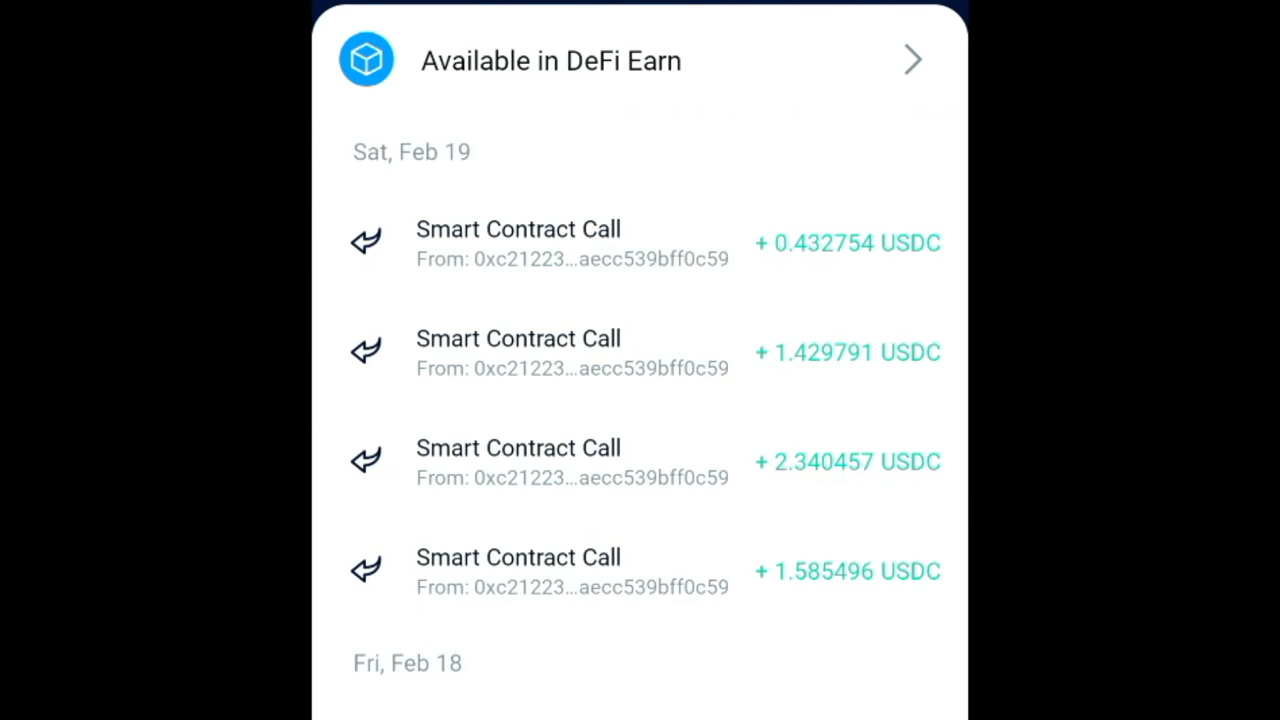 Available in DeFi Earn
Sat, Feb 19
Smart Contract Call
From: 0xc21223...aecc539bff0c59
+ 0.432754 USDC
Smart Contract Call
From: 0xc21223...aecc539bff0c59
+ 1.429791 USDC
Smart Contract Call
From: 0xc21223...aecc539bff0c59
+ 2.340457 USDC
Smart Contract Call
From: 0xc21223...aecc539bff0c59
+ 1.585496 USDC
Fri, Feb 18